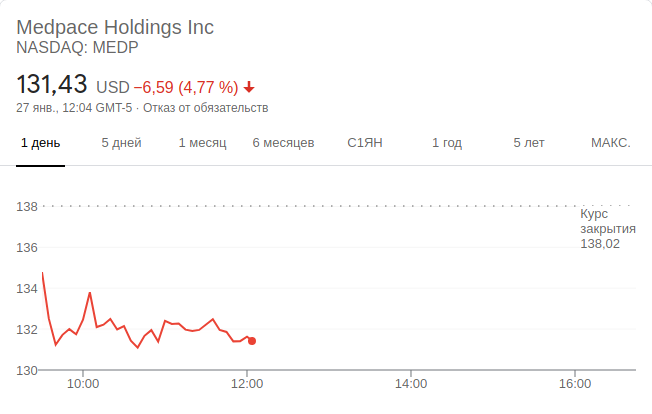 Medpace Holdings Inc
NASDAQ: MEDP
131,43 USD −6,59 (4,77 %)
27 янв., 12:04 GMT-5 · Отказ от обязательств
1 день 5 дней 1 месяц 6 месяцев С1ЯН 1 год 5 лет МАКС.
138
Курс
закрытия
138,02
136
134
132
130
10:00 12:00 14:00 16:00